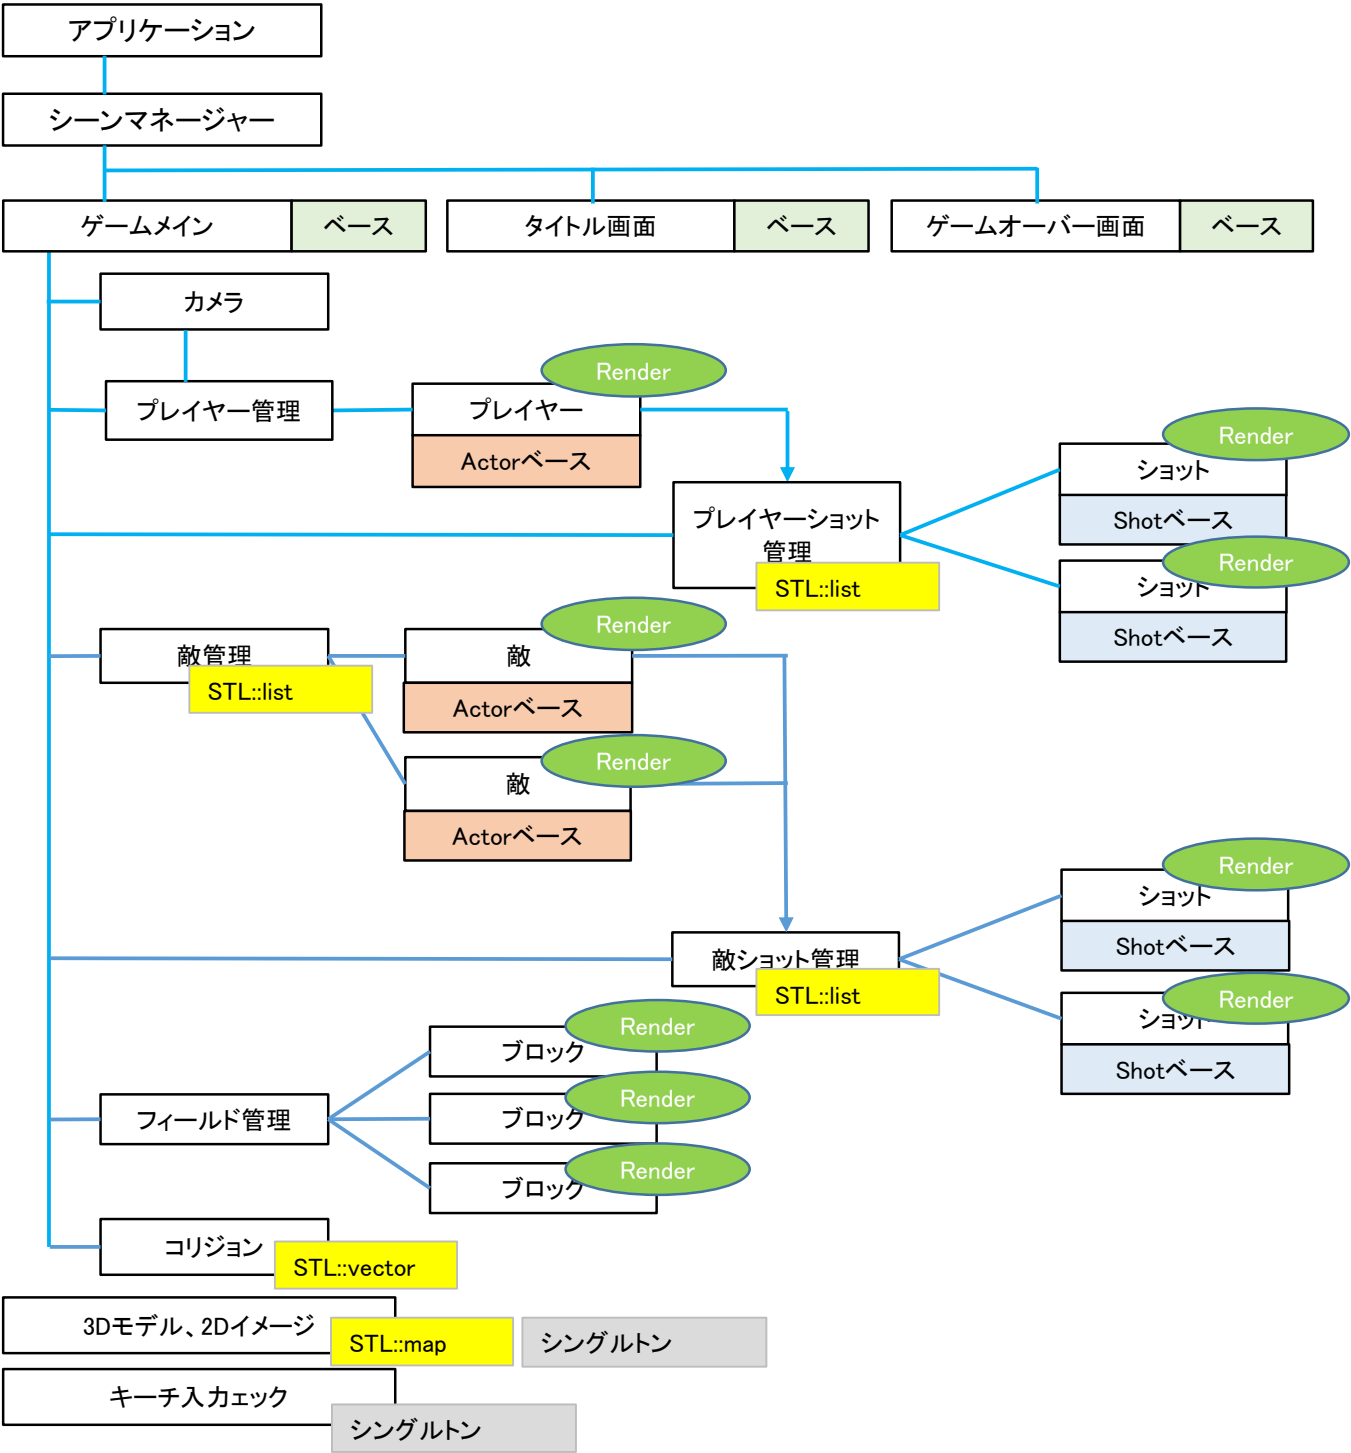 アプリケーション
シーンマネージャー
ゲームメイン
ベース
タイトル画面
ベース
ゲームオーバー画面
ベース
カメラ
プレイヤー管理
Render
プレイヤー
Actorベース
プレイヤーショット
管理
STL::list
Render
ショット
Shotベース
Render
ショット
Shotベース
敵管理
STL::list
Render
敵
Actorベース
Render
敵
Actorベース
敵ショット管理
STL::list
Render
ショット
Shotベース
Render
ショット
Shotベース
フィールド管理
Render
ブロック
Render
ブロック
Render
ブロック
コリジョン
STL::vector
3Dモデル、2Dイメージ
STL::map
シングルトン
キーチ入力ェック
シングルトン